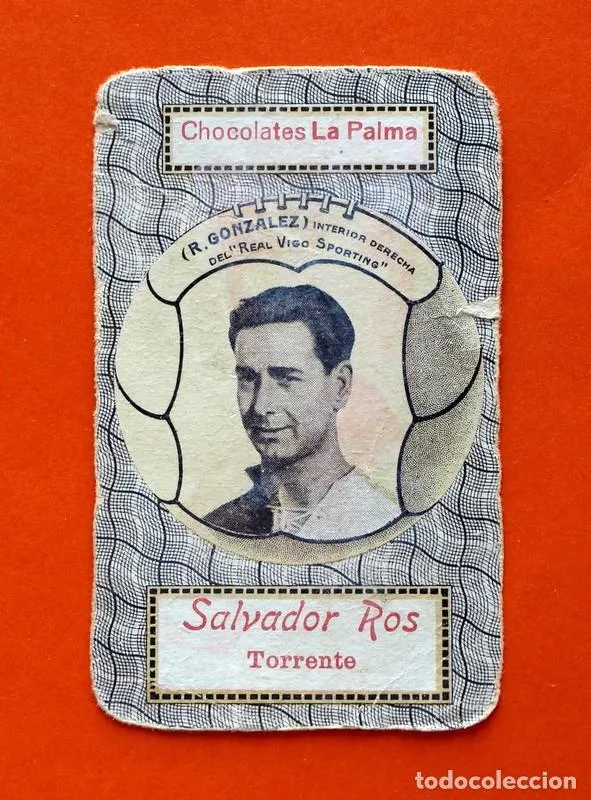 Chocolates La Palma
(R. GONZALEZ) INTERIOR DERECHA
DEL "REAL VIGO SPORTING"
Salvador Ros
Torrente
todocoleccion